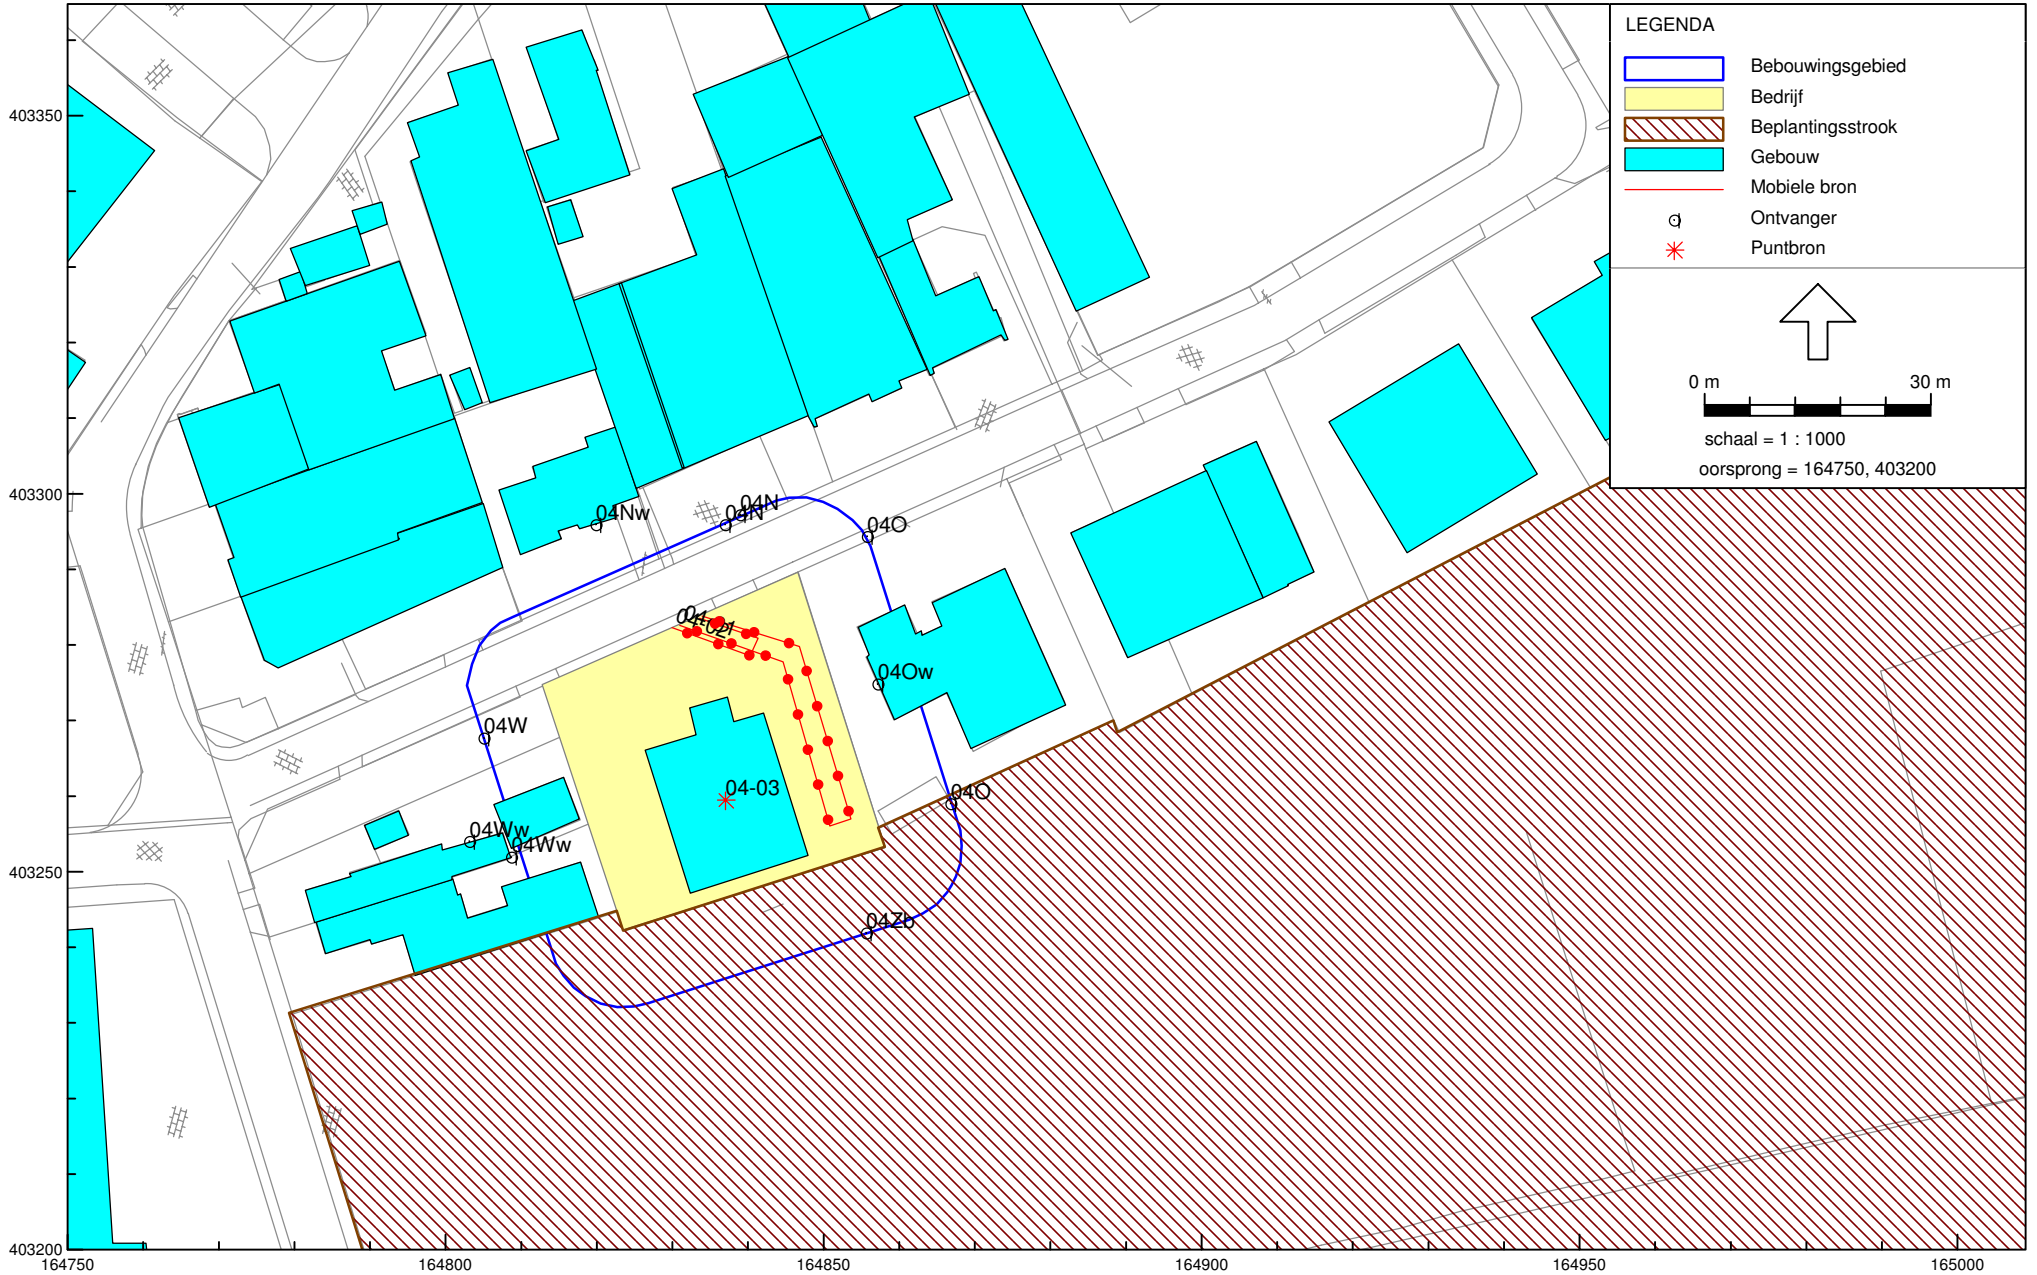 LEGENDA
Bebouwingsgebied
Bedrijf
Beplantingsstrook
Gebouw
Mobiele bron
Ontvanger
Puntbron
0 m 30 m
schaal = 1 : 1000
oorsprong = 164750, 403200
403350
403300
403250
403200
164750 164800 164850 164900 164950 165000
04Nw
04N
04N
04O
04Ow
04W
04-03
04O
04Ww
04Ww
04Zb